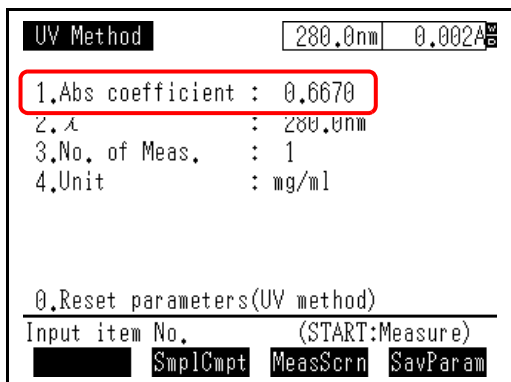 UV Method 280.0nm 0.002A
1.Abs coefficient : 0.6670
2.λ : 280.0nm
3.No. of Meas. : 1
4.Unit : mg/ml
0.Reset parameters(UV method)
Input item No. (START:Measure)
SmplCmpt MeasScrn SavParam